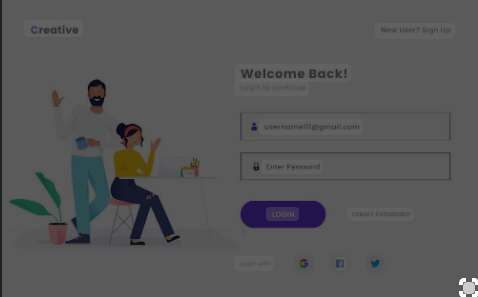 Creative
New User? Sign Up
Welcome Back!
Login to continue
username111@gmail.com
Enter Password
LOGIN
FORGET PASSWORD?
Login with